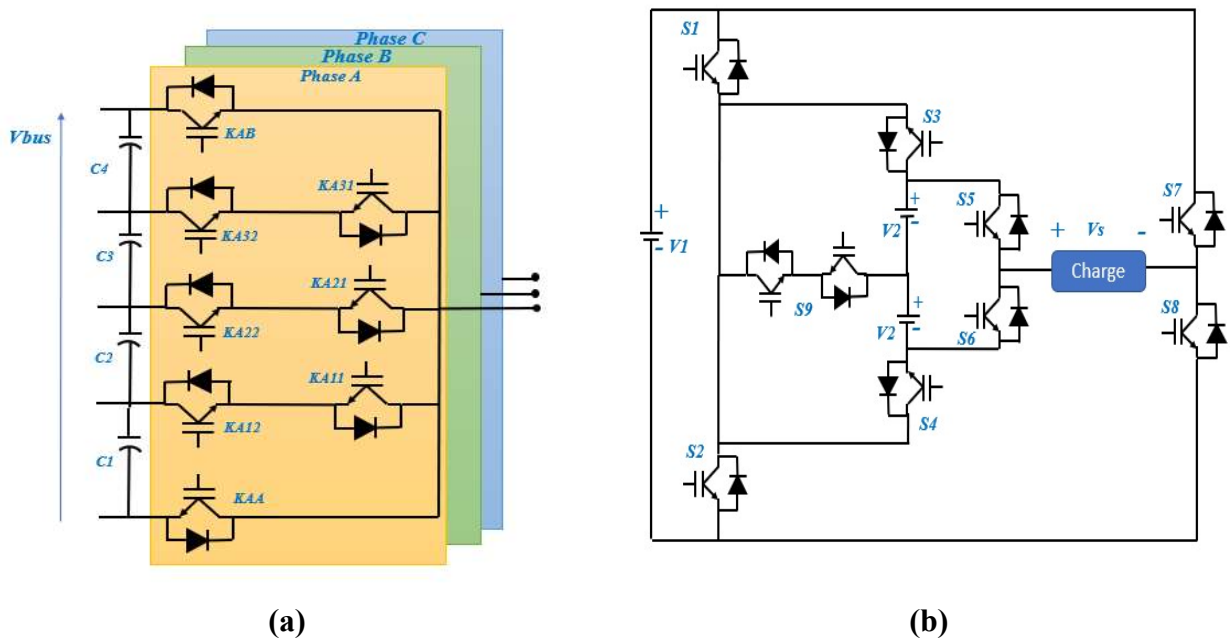 Phase C
Phase B
Phase A
Vbus
KAB
C4
KA31
KA32
C3
KA21
KA22
C2
KA11
KA12
C1
KAA
(a)
S1
S3
+
- V1
+
V2 -
S5
S7
+ Vs -
Charge
S9
+
V2 -
S6
S8
S4
S2
(b)